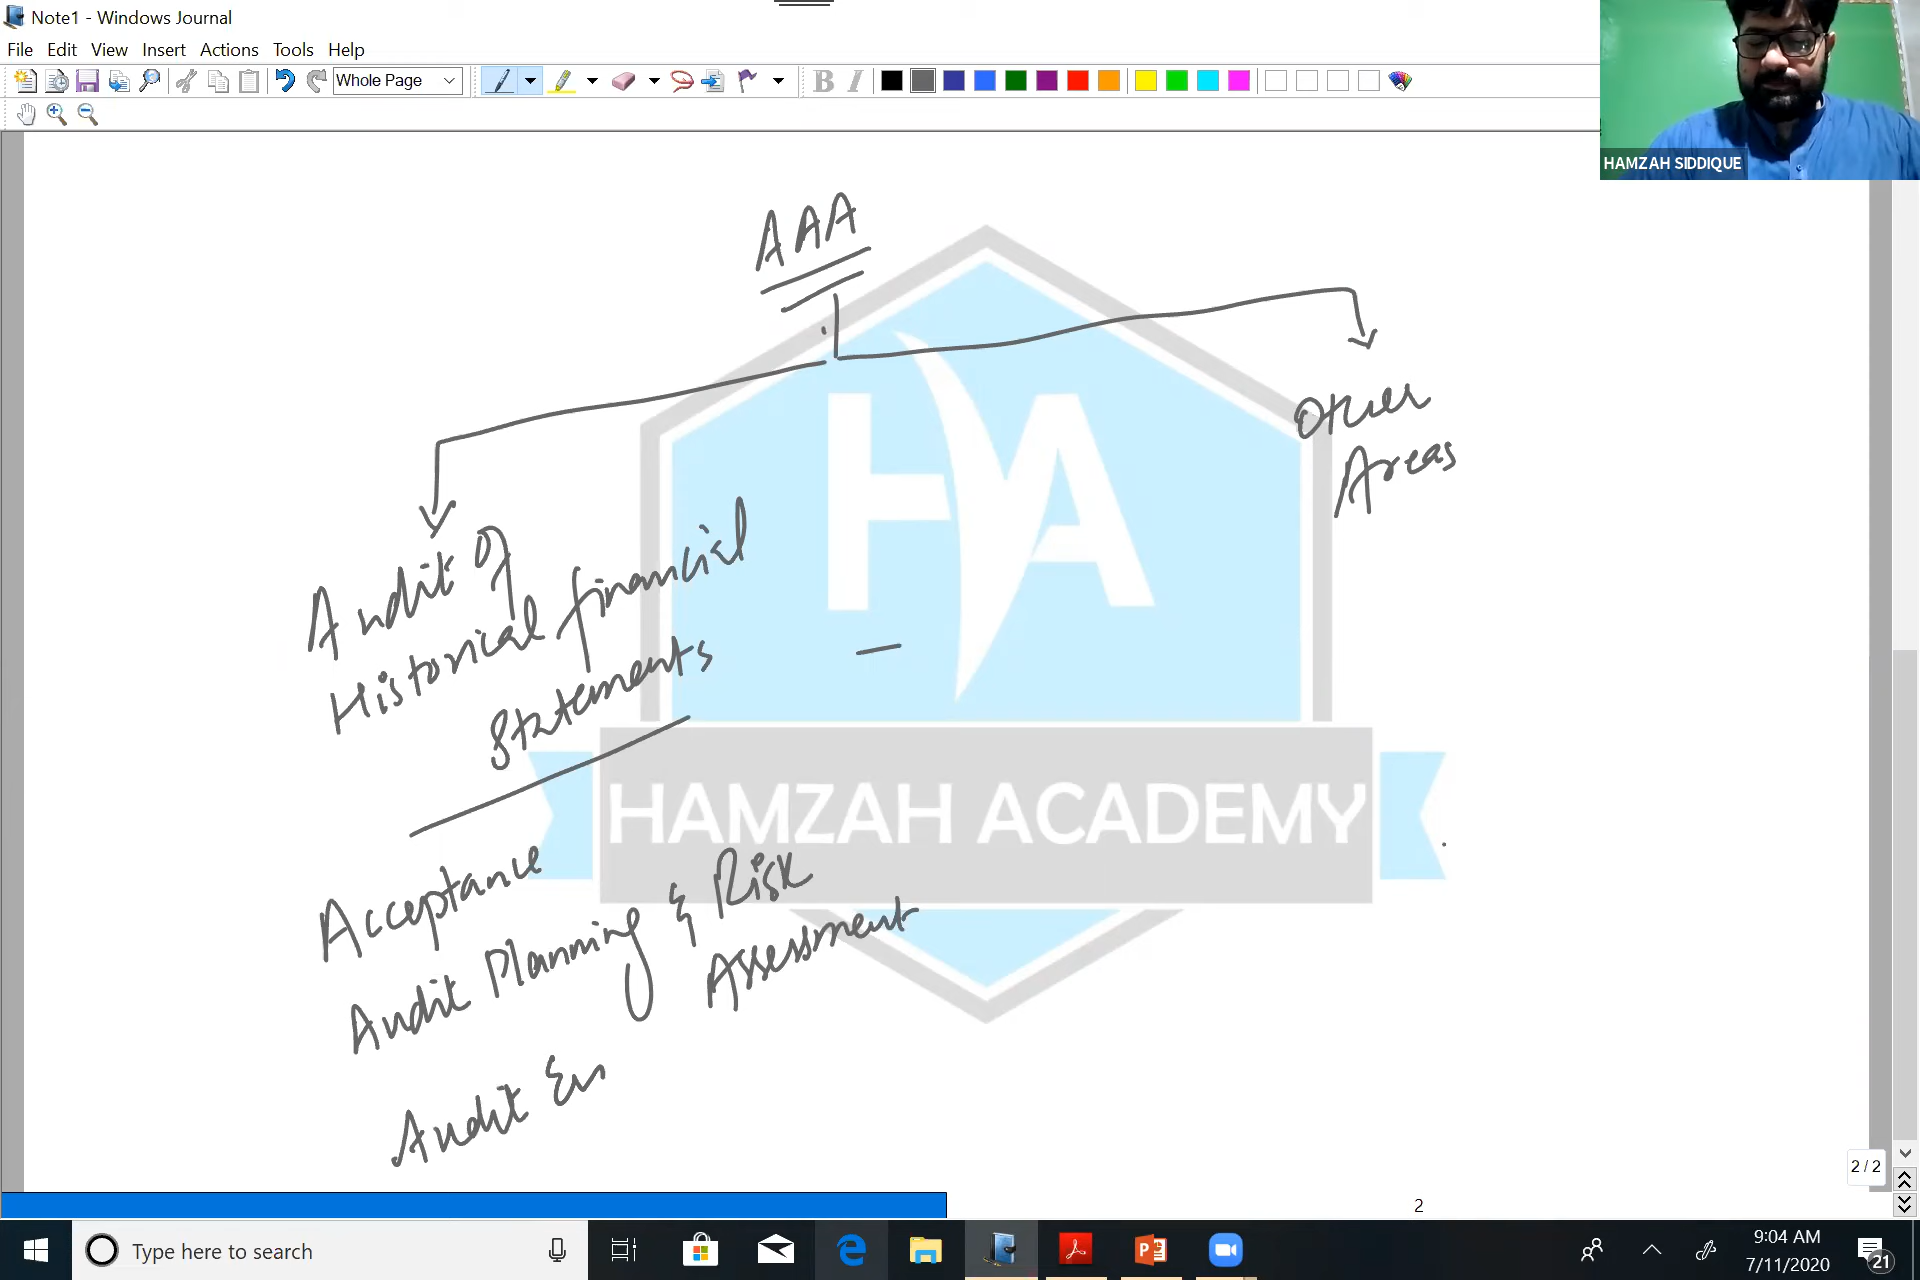 Note1 - Windows Journal
File Edit View Insert Actions Tools Help
Whole Page
B I
HAMZAH SIDDIQUE
AAA
Other
Areas
Audit of
Historical financial
Statements
HA
HAMZAH ACADEMY
Acceptance
Audit Planning & Risk
Assessment
Audit Ev
2 / 2
2
Type here to search
9:04 AM
7/11/2020
21